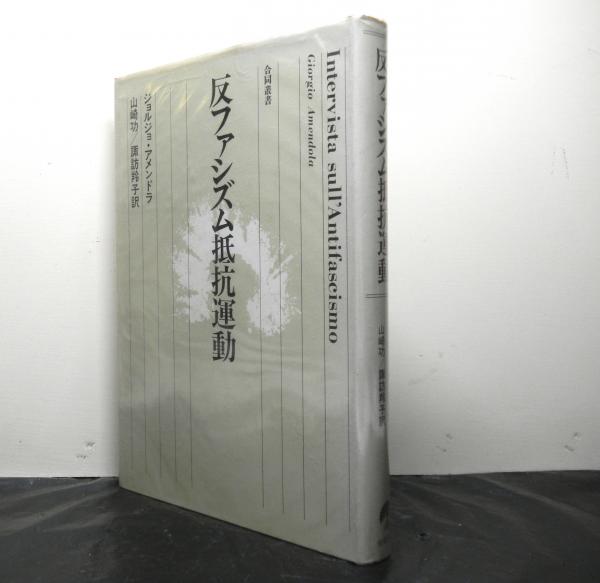 Intervista sull'Antifascismo
Giorgio Amendola
合同叢書
反ファシズム抵抗運動
ジョルジョ・アメンドラ
山崎功/諏訪羚子訳
反ファシズム抵抗運動
山崎功/諏訪羚子訳